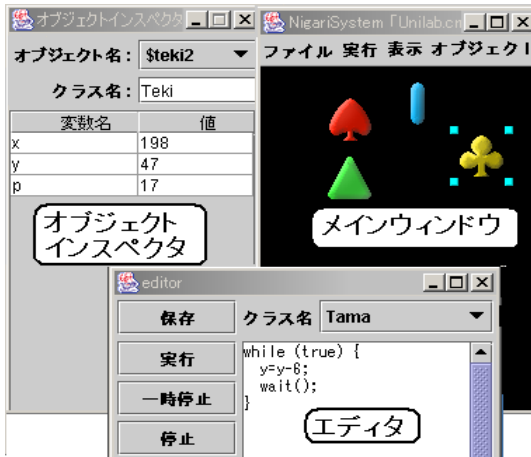 オブジェクトインスペクタ
オブジェクト名: $teki2
クラス名: Teki
変数名 値
x 198
y 47
p 17
オブジェクト
インスペクタ
NigariSystem「Unilab.cn
ファイル 実行 表示 オブジェクト
メインウィンドウ
editor
保存
実行
一時停止
停止
クラス名 Tama
while (true) {
y=y-6;
wait();
}
エディタ